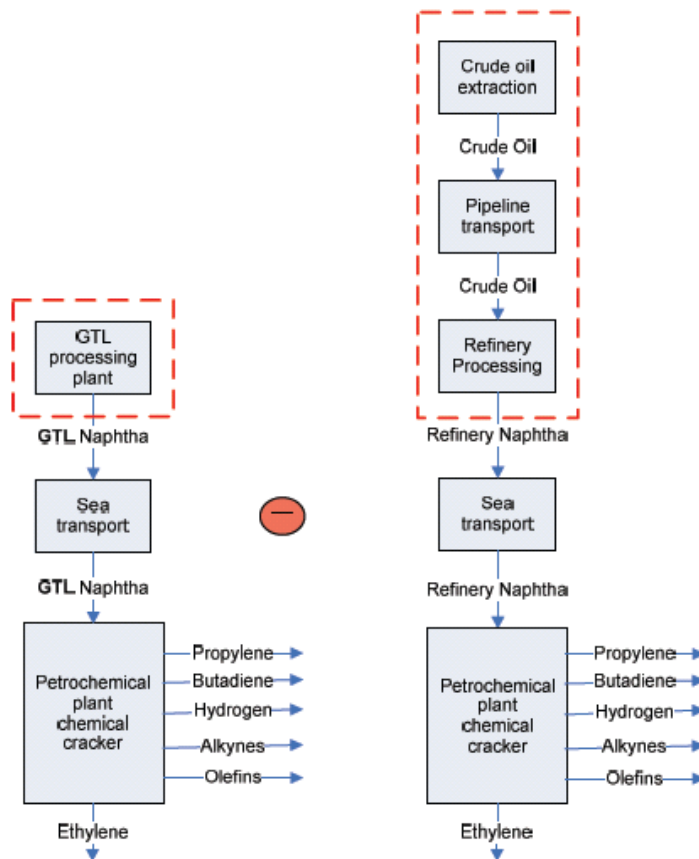 GTL
processing
plant
GTL Naphtha
Sea
transport
GTL Naphtha
Petrochemical
plant
chemical
cracker
Propylene
Butadiene
Hydrogen
Alkynes
Olefins
Ethylene
Crude oil
extraction
Crude Oil
Pipeline
transport
Crude Oil
Refinery
Processing
Refinery Naphtha
Sea
transport
Refinery Naphtha
Petrochemical
plant
chemical
cracker
Propylene
Butadiene
Hydrogen
Alkynes
Olefins
Ethylene